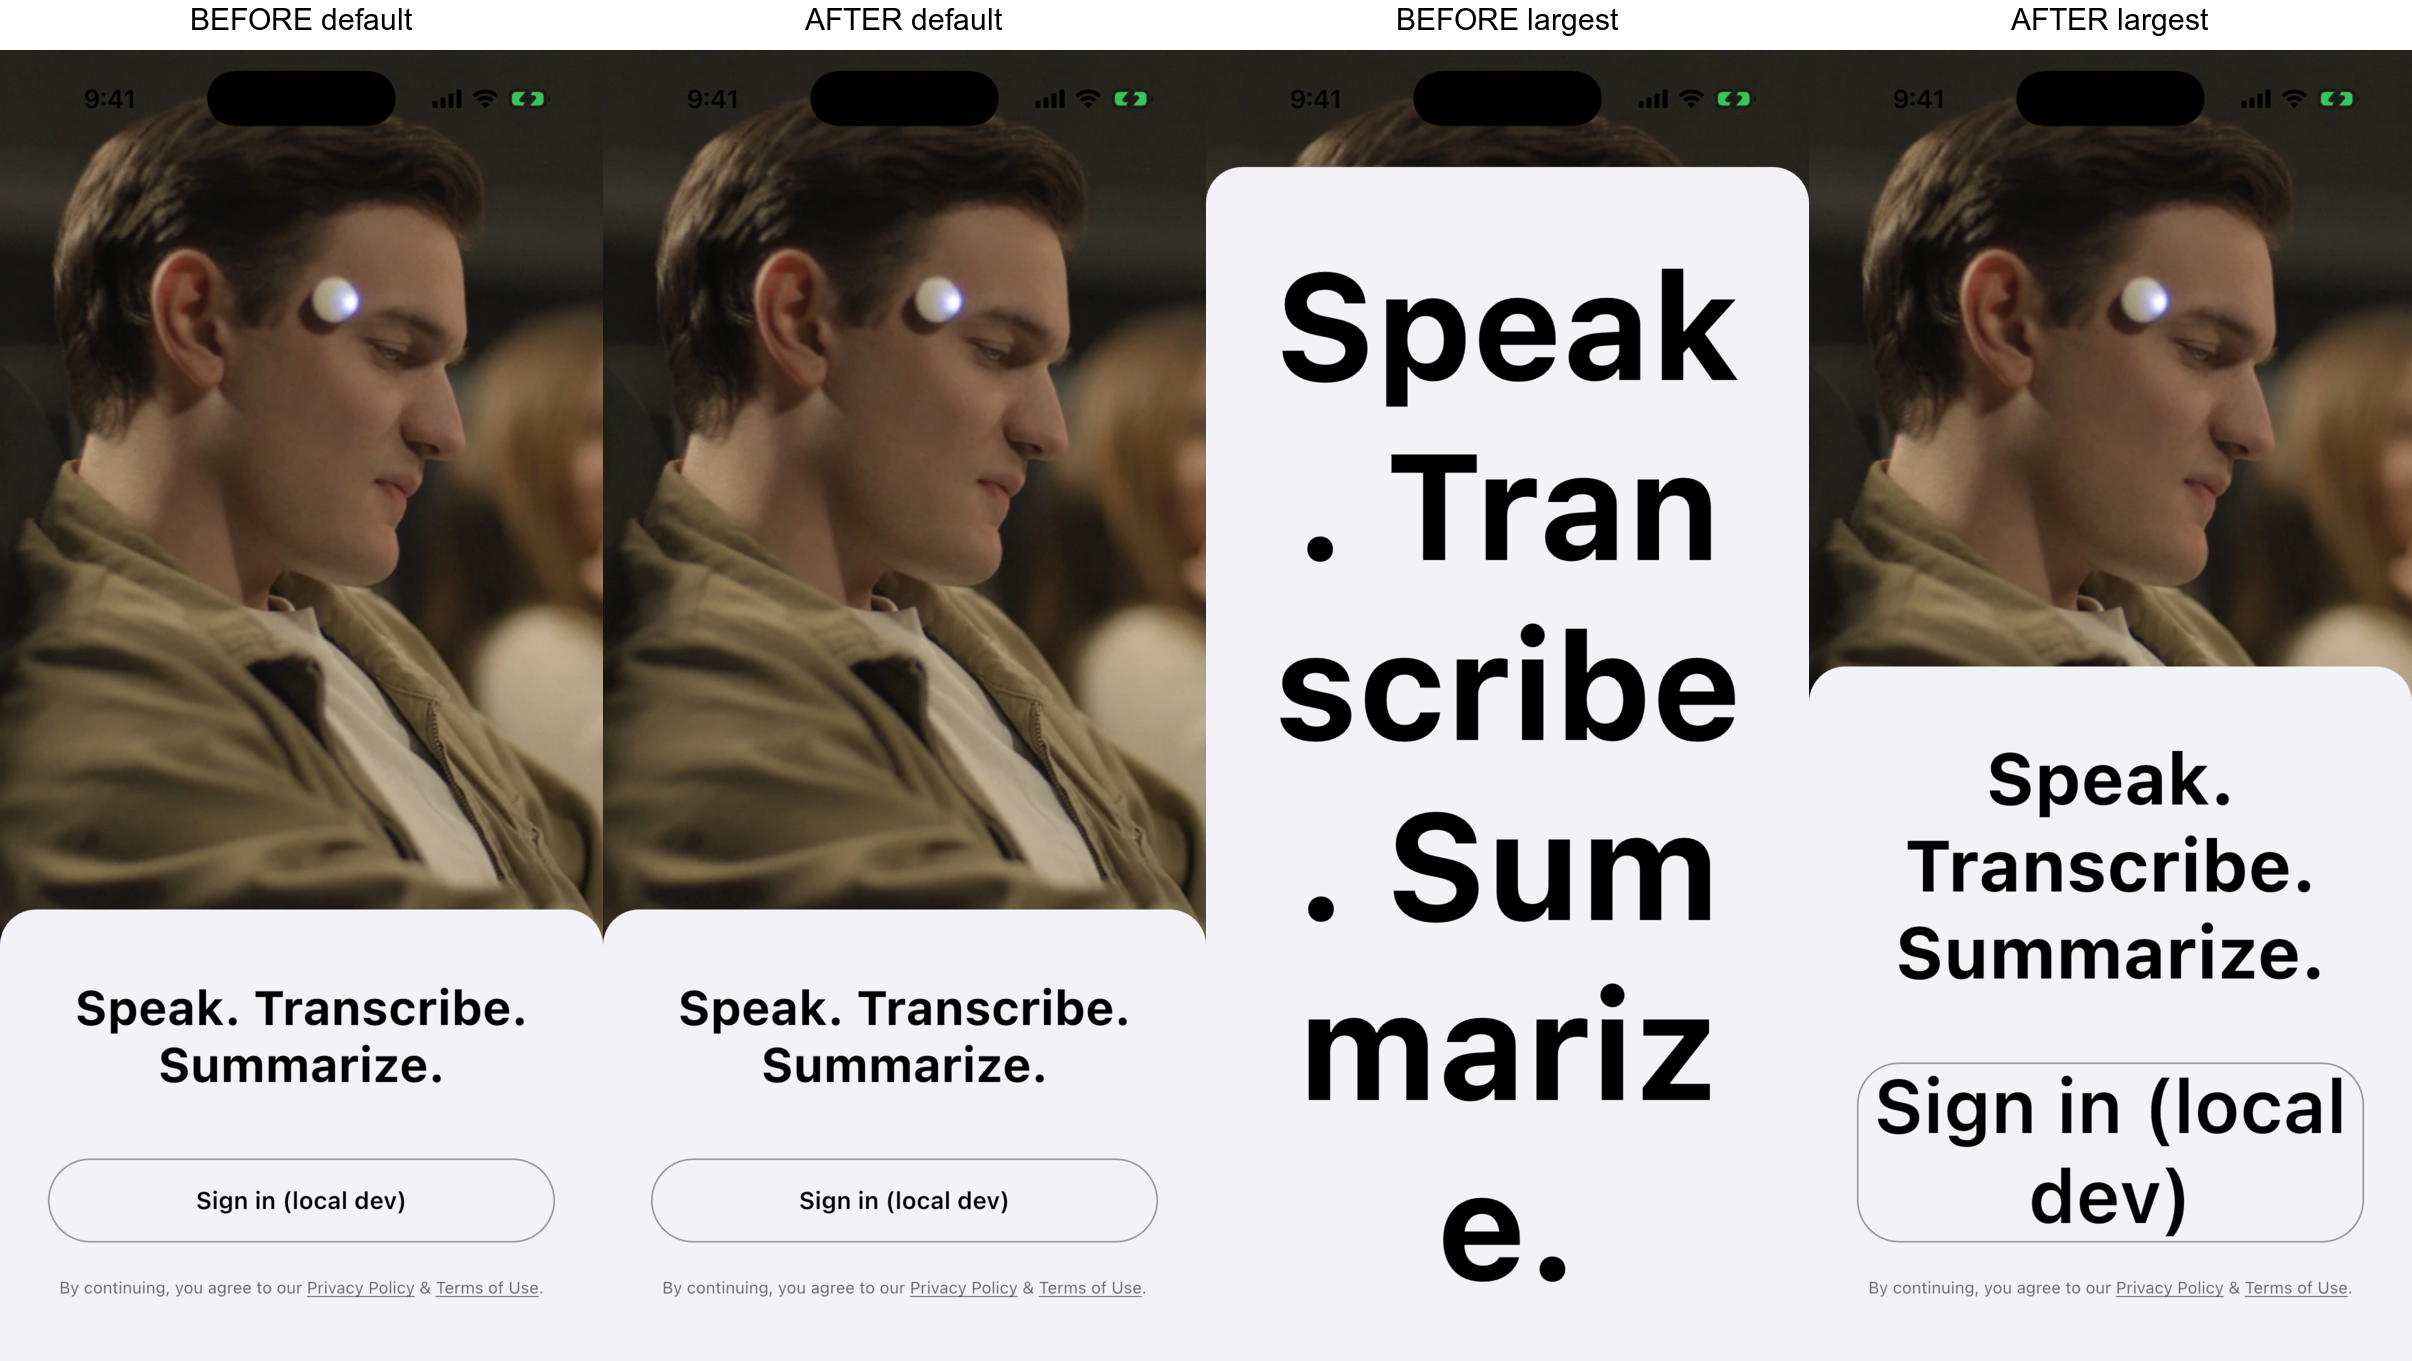 BEFORE default
9:41
Speak. Transcribe.
Summarize.
Sign in (local dev)
By continuing, you agree to our Privacy Policy & Terms of Use.
AFTER default
9:41
Speak. Transcribe.
Summarize.
Sign in (local dev)
By continuing, you agree to our Privacy Policy & Terms of Use.
BEFORE largest
9:41
Speak
. Tran
scribe
. Sum
mariz
e.
AFTER largest
9:41
Speak.
Transcribe.
Summarize.
Sign in (local
dev)
By continuing, you agree to our Privacy Policy & Terms of Use.